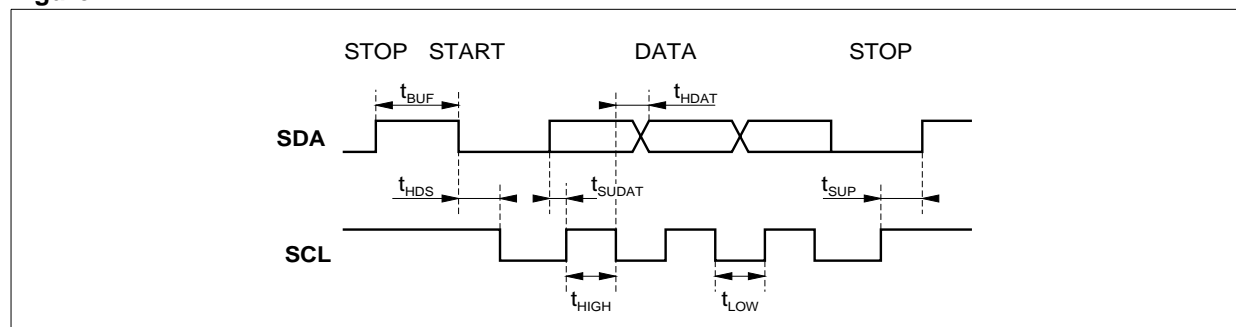 STOP START DATA STOP
tBUF tHDAT
SDA
tHDS tSUDAT tSUP
SCL
tHIGH tLOW